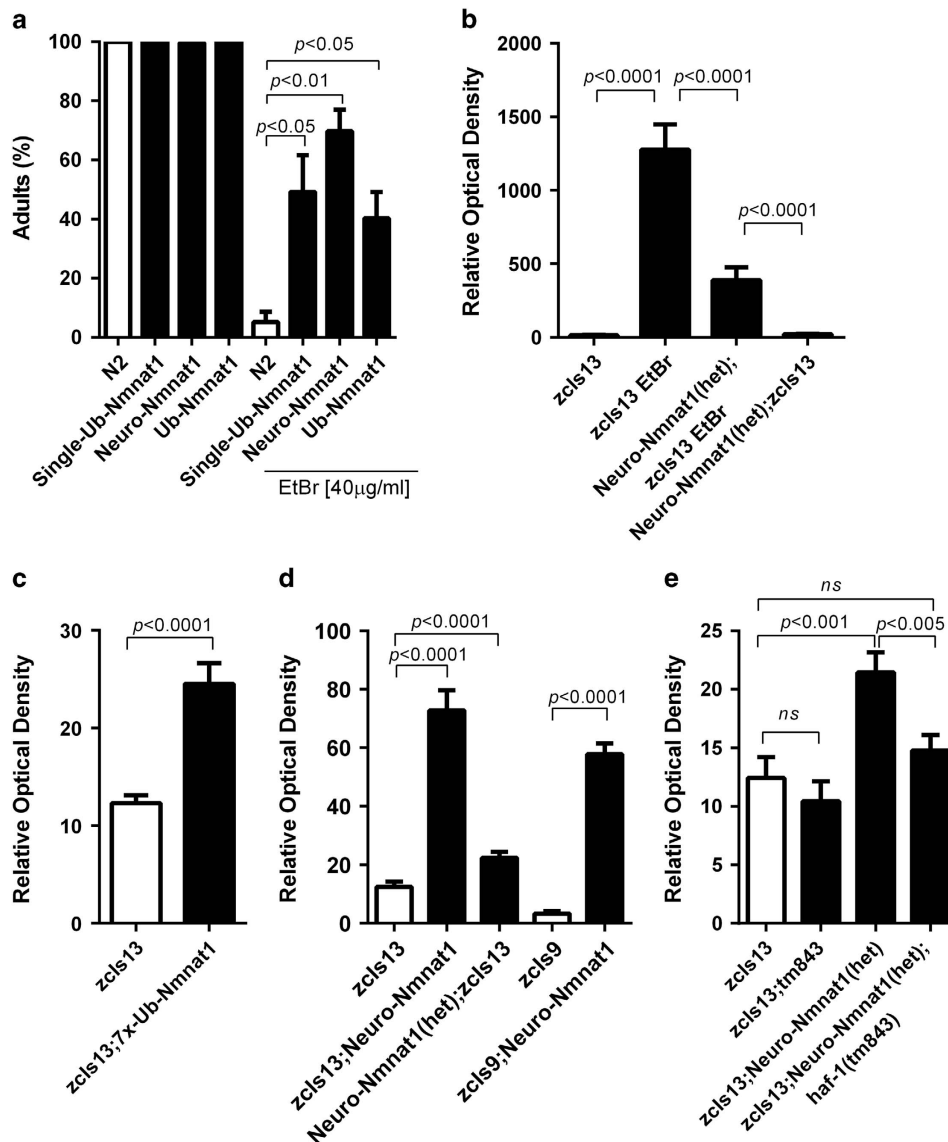 a
Adults (%)
100
80
60
40
20
0
p<0.05
p<0.01
p<0.05
N2
Single-Ub-Nmnat1
Neuro-Nmnat1
Ub-Nmnat1
N2
Single-Ub-Nmnat1
Neuro-Nmnat1
Ub-Nmnat1
EtBr [40µg/ml]
b
Relative Optical Density
2000
1500
1000
500
0
p<0.0001
p<0.0001
p<0.0001
zcIs13
zcIs13 EtBr
Neuro-Nmnat1(het);
zcIs13 EtBr
Neuro-Nmnat1(het);zcIs13
c
Relative Optical Density
30
20
10
0
p<0.0001
zcIs13
zcIs13;7x-Ub-Nmnat1
d
Relative Optical Density
100
80
60
40
20
0
p<0.0001
p<0.0001
p<0.0001
zcIs13
zcIs13;Neuro-Nmnat1
Neuro-Nmnat1(het);zcIs13
zcIs9
zcIs9;Neuro-Nmnat1
e
Relative Optical Density
25
20
15
10
5
0
ns
p<0.001
p<0.005
ns
zcIs13
zcIs13;tm843
zcIs13;Neuro-Nmnat1(het)
zcIs13;Neuro-Nmnat1(het);
haf-1(tm843)